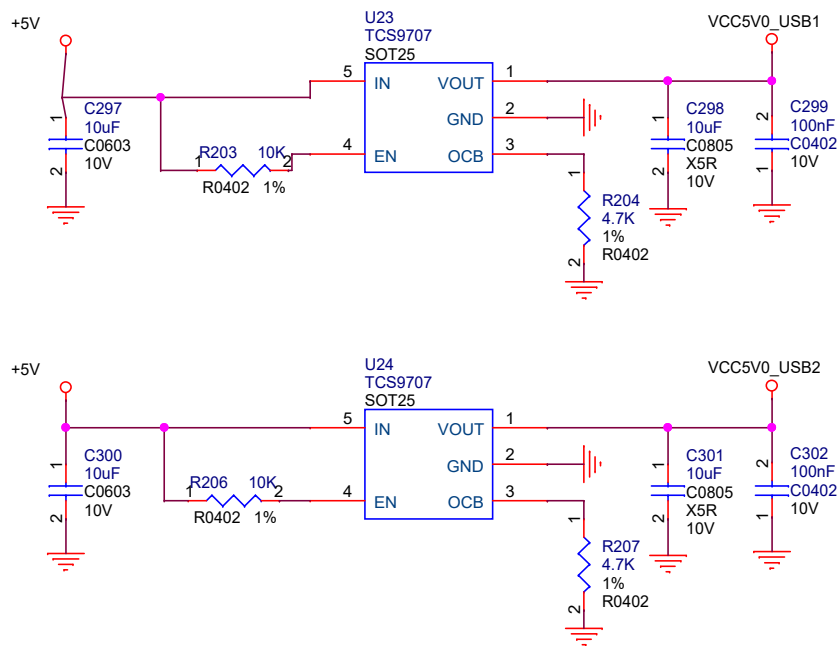 +5V
U23
TCS9707
SOT25
VCC5V0_USB1
5 IN VOUT 1
GND 2
4 EN OCB 3
1 C297
10uF
C0603
2 10V
1 R203 10K 2
R0402 1%
1 R204
4.7K
1%
2 R0402
1 C298
10uF
C0805
2 X5R
10V
2 C299
100nF
C0402
1 10V
+5V
U24
TCS9707
SOT25
VCC5V0_USB2
5 IN VOUT 1
GND 2
4 EN OCB 3
1 C300
10uF
C0603
2 10V
1 R206 10K 2
R0402 1%
1 R207
4.7K
1%
2 R0402
1 C301
10uF
C0805
2 X5R
10V
2 C302
100nF
C0402
1 10V